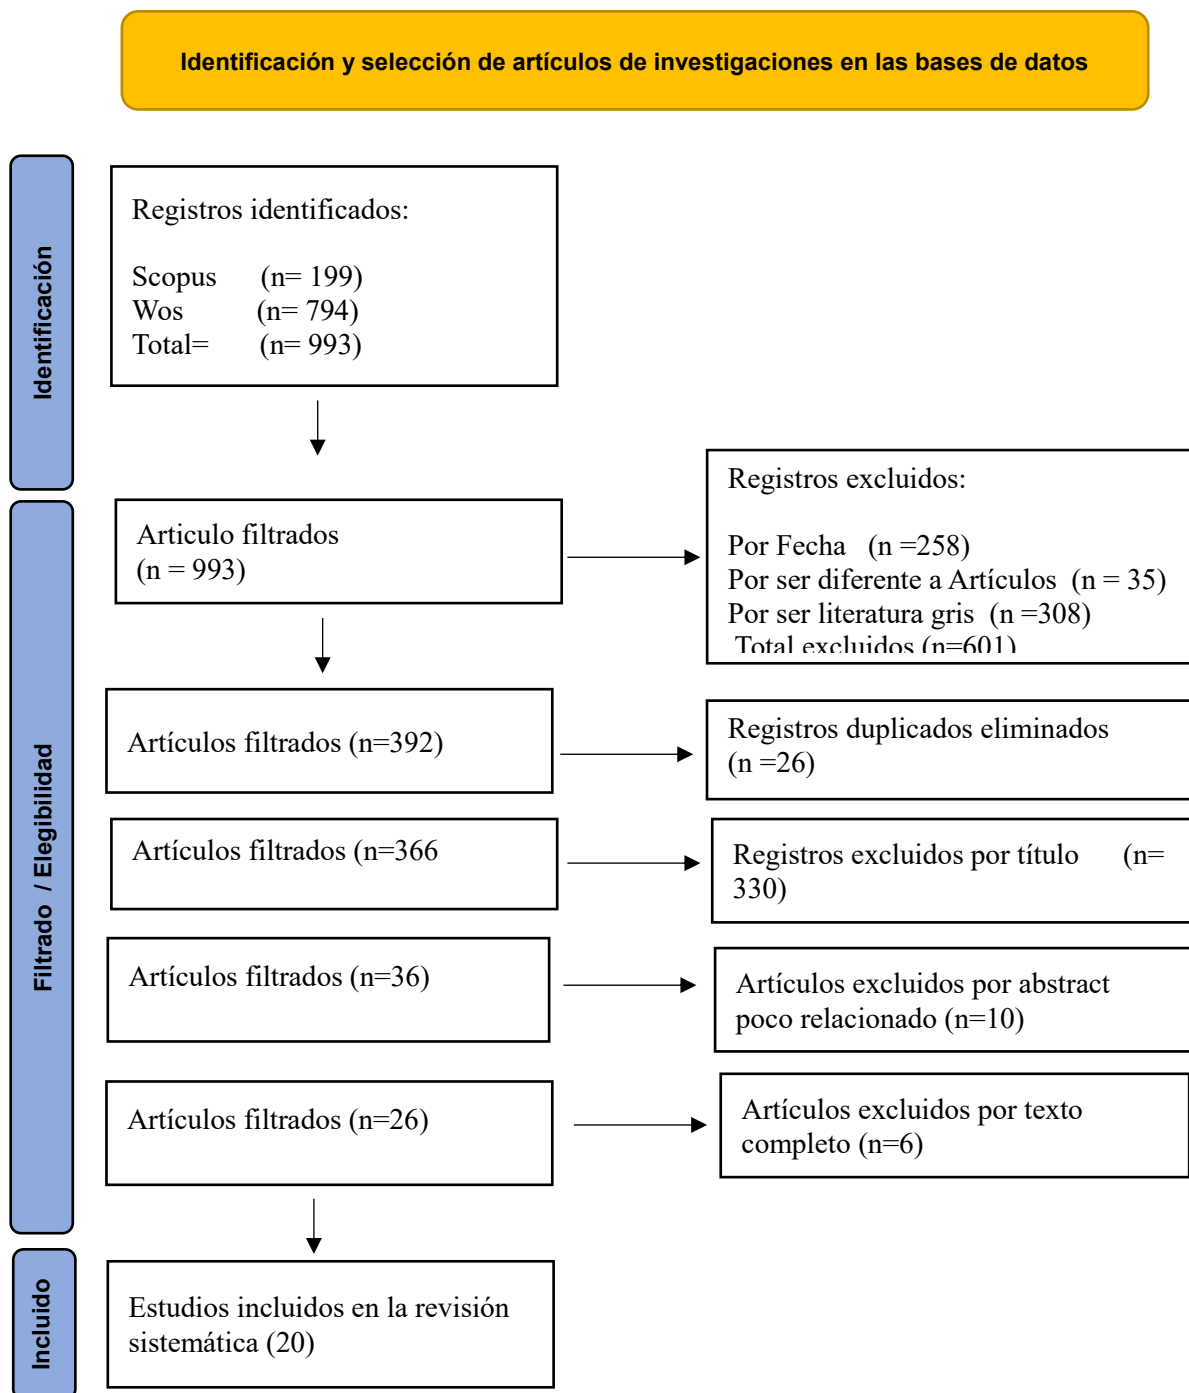 Identificación y selección de artículos de investigaciones en las bases de datos
Identificación
Registros identificados:
Scopus (n= 199)
Wos (n= 794)
Total= (n= 993)
Filtrado / Elegibilidad
Articulo filtrados
(n = 993)
Registros excluidos:
Por Fecha (n =258)
Por ser diferente a Artículos (n = 35)
Por ser literatura gris (n =308)
Total excluidos (n=601)
Artículos filtrados (n=392)
Registros duplicados eliminados
(n =26)
Artículos filtrados (n=366
Registros excluidos por título (n=
330)
Artículos filtrados (n=36)
Artículos excluidos por abstract
poco relacionado (n=10)
Artículos filtrados (n=26)
Artículos excluidos por texto
completo (n=6)
Incluido
Estudios incluidos en la revisión
sistemática (20)